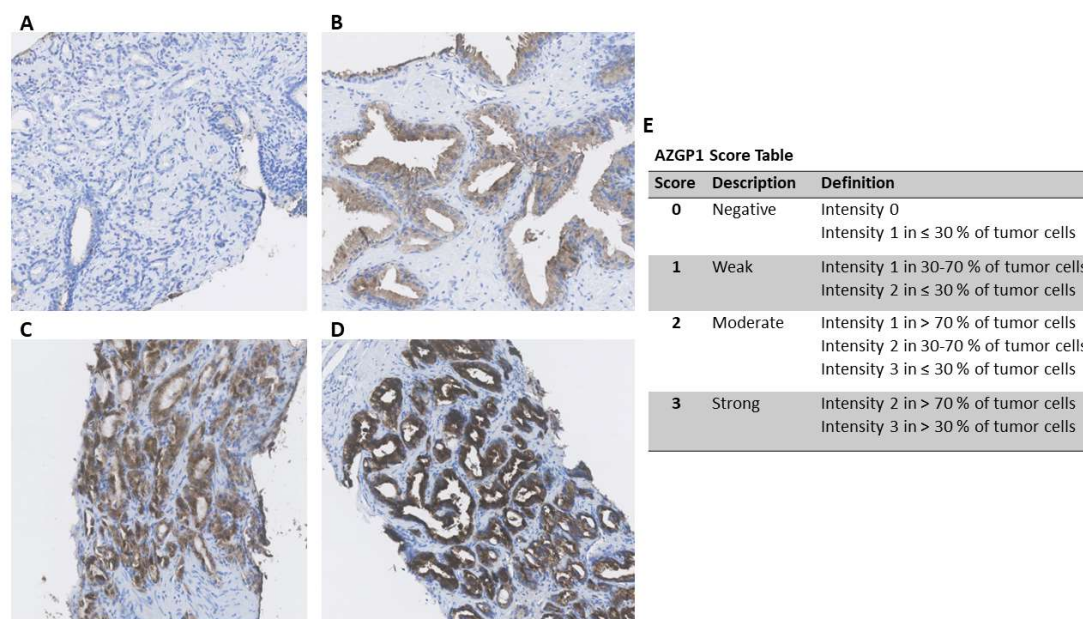 A
B
C
D
E
AZGP1 Score Table
Score Description Definition
0 Negative Intensity 0
Intensity 1 in ≤ 30 % of tumor cells
1 Weak Intensity 1 in 30-70 % of tumor cells
Intensity 2 in ≤ 30 % of tumor cells
2 Moderate Intensity 1 in > 70 % of tumor cells
Intensity 2 in 30-70 % of tumor cells
Intensity 3 in ≤ 30 % of tumor cells
3 Strong Intensity 2 in > 70 % of tumor cells
Intensity 3 in > 30 % of tumor cells